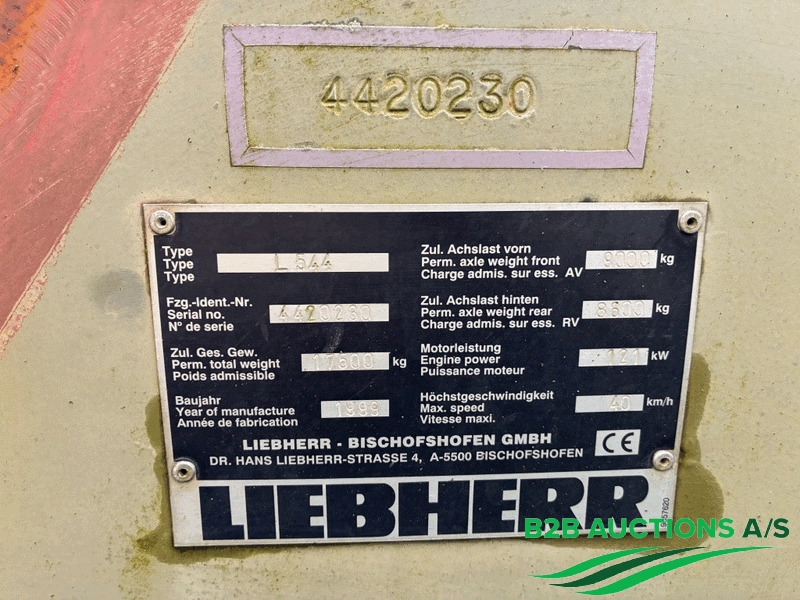 4420230
Type
Type
Type
L 544
Fzg.-Ident.-Nr.
Serial no.
N° de serie
4420230
Zul. Ges. Gew.
Perm. total weight
Poids admissible
17500 kg
Baujahr
Year of manufacture
Année de fabrication
Zul. Achslast vorn
Perm. axle weight front
Charge admis. sur ess. AV
9000 kg
Zul. Achslast hinten
Perm. axle weight rear
Charge admis. sur ess. RV
8500 kg
Motorleistung
Engine power
Puissance moteur
121 kW
Höchstgeschwindigkeit
Max. speed
Vitesse maxi.
40 km/h
LIEBHERR - BISCHOFSHOFEN GMBH
DR. HANS LIEBHERR-STRASSE 4, A-5500 BISCHOFSHOFEN
CE
LIEBHERR
B2B AUCTIONS A/S